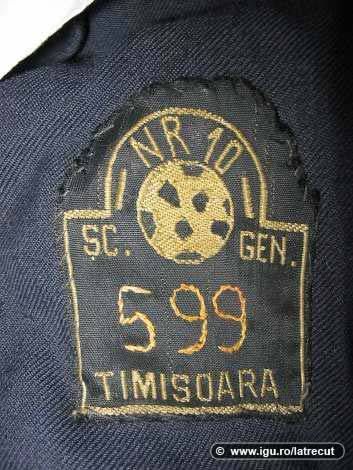 NR 10
ȘC. GEN.
599
TIMISOARA
© www.igu.ro/latrecut